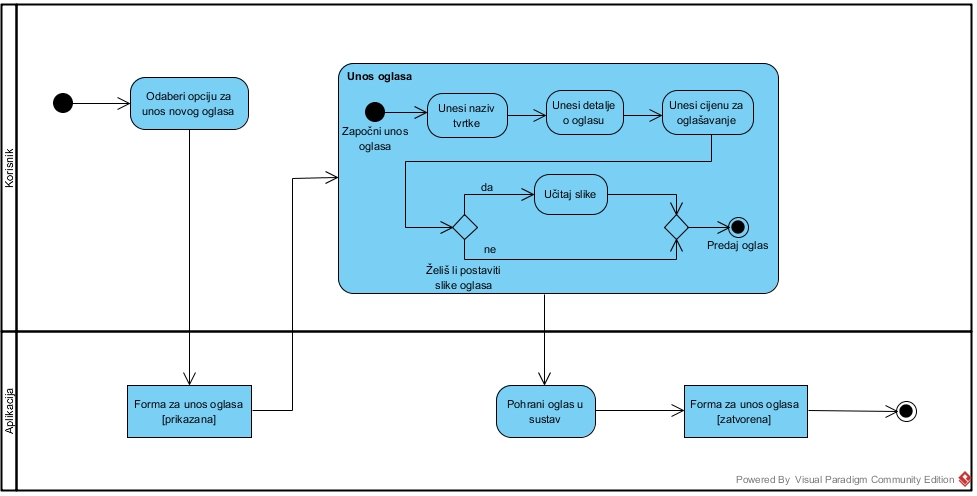 Korisnik
Odaberi opciju za
unos novog oglasa
Unos oglasa
Započni unos
oglasa
Unesi naziv
tvrtke
Unesi detalje
o oglasu
Unesi cijenu za
oglašavanje
da
Učitaj slike
ne
Želiš li postaviti
slike oglasa
Predaj oglas
Aplikacija
Forma za unos oglasa
[prikazana]
Pohrani oglas u
sustav
Forma za unos oglasa
[zatvorena]
Powered By Visual Paradigm Community Edition